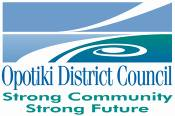 Opotiki District Council
Strong Community
Strong Future